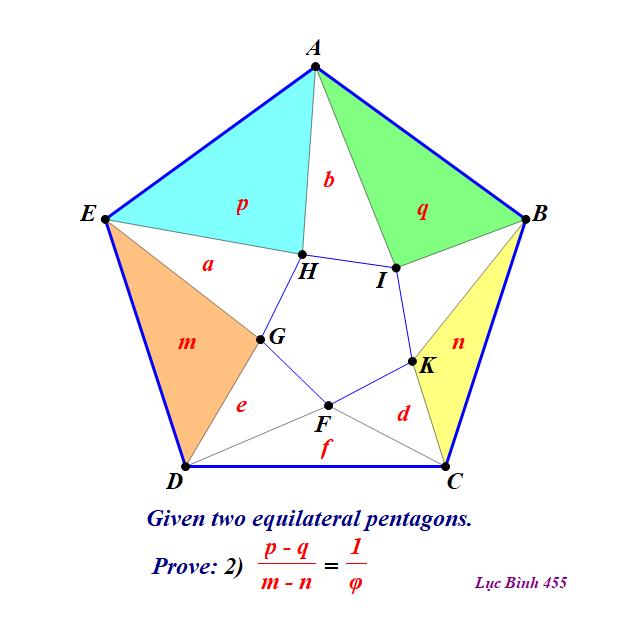 A
p
b
q
E
B
H
I
a
m
G
K
n
e
F
d
f
D
C
Given two equilateral pentagons.
Prove: 2) p - q / m - n = 1 / φ
Lục Bình 455